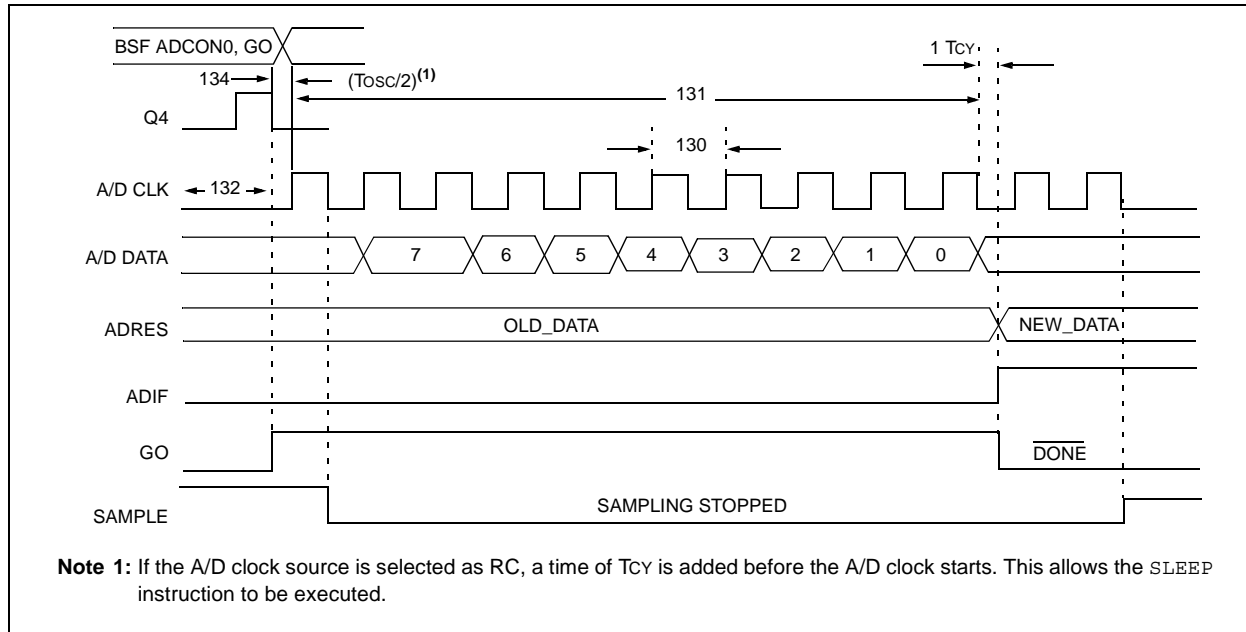 BSF ADCON0, GO
1 TCY
134
(TOSC/2)(1)
131
Q4
130
A/D CLK
132
A/D DATA
7
6
5
4
3
2
1
0
ADRES
OLD_DATA
NEW_DATA
ADIF
GO
DONE
SAMPLE
SAMPLING STOPPED
Note 1: If the A/D clock source is selected as RC, a time of TCY is added before the A/D clock starts. This allows the SLEEP
instruction to be executed.